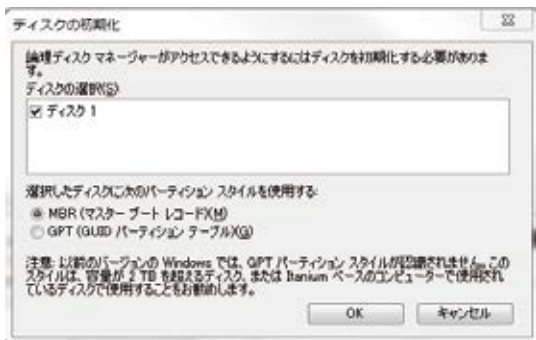 ディスクの初期化
論理ディスク マネージャーがアクセスできるようにするにはディスクを初期化する必要がありま
す。
ディスクの選択(S):
ディスク 1
選択したディスクに次のパーティション スタイルを使用する:
MBR (マスター ブート レコード)(M)
GPT (GUID パーティション テーブル)(G)
注意: 以前のバージョンの Windows では、GPT パーティション スタイルが認識されません。この
スタイルは、容量が 2 TB を超えるディスク、または Itanium ベースのコンピューターで使用され
ているディスクで使用することをお勧めします。
OK
キャンセル